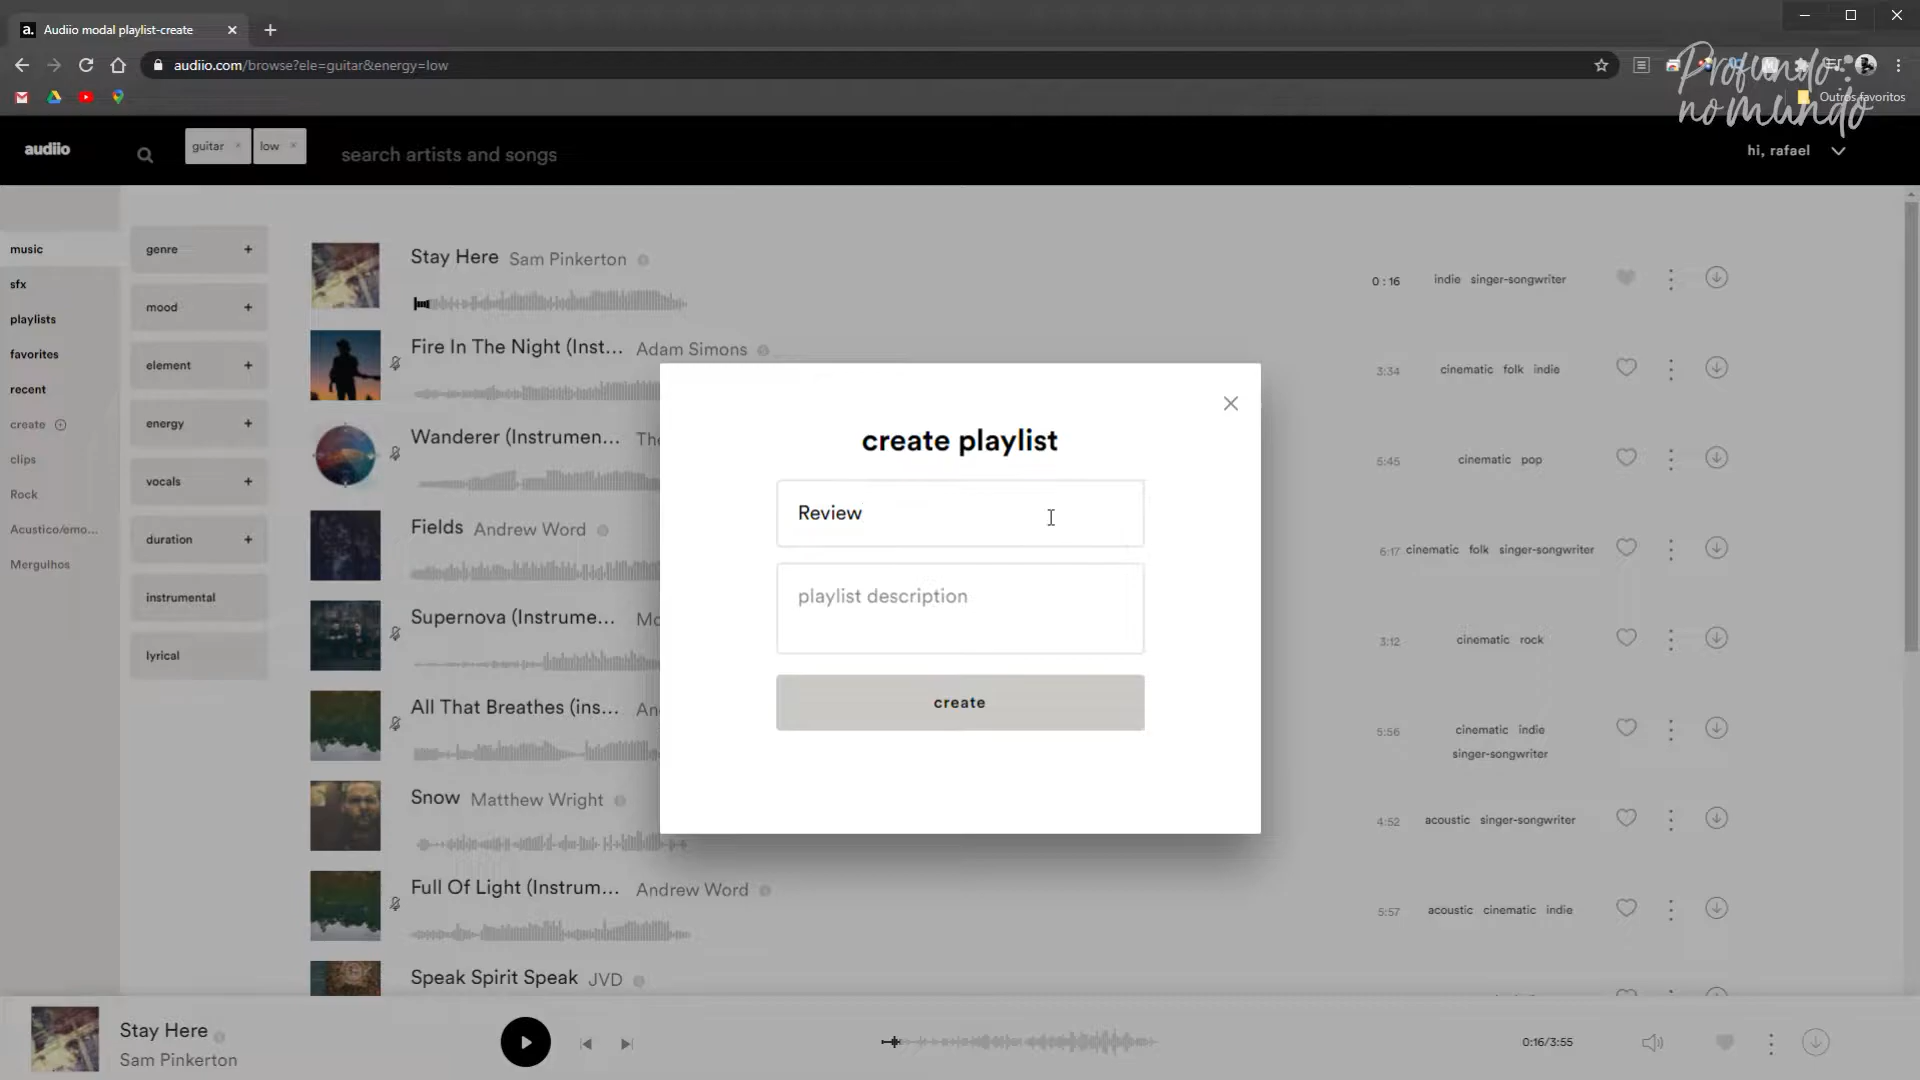 a. Audiio modal playlist-create
audiio.com/browse?ele=guitar&energy=low
Profundo
no mundo
Outros favoritos
audiio
guitar
low
search artists and songs
hi, rafael
music
sfx
playlists
favorites
recent
create
clips
Rock
Acustico/emo...
Mergulhos
genre
mood
element
energy
vocals
duration
instrumental
lyrical
Stay Here Sam Pinkerton
0:16 indie singer-songwriter
Fire In The Night (Inst... Adam Simons
3:34 cinematic folk indie
Wanderer (Instrumen... The
5:45 cinematic pop
Fields Andrew Word
6:17 cinematic folk singer-songwriter
Supernova (Instrume... Mo
3:12 cinematic rock
All That Breathes (ins... An
5:56 cinematic indie
singer-songwriter
Snow Matthew Wright
4:52 acoustic singer-songwriter
Full Of Light (Instrum... Andrew Word
5:57 acoustic cinematic indie
Speak Spirit Speak JVD
create playlist
Review
playlist description
create
Stay Here
Sam Pinkerton
0:16/3:55